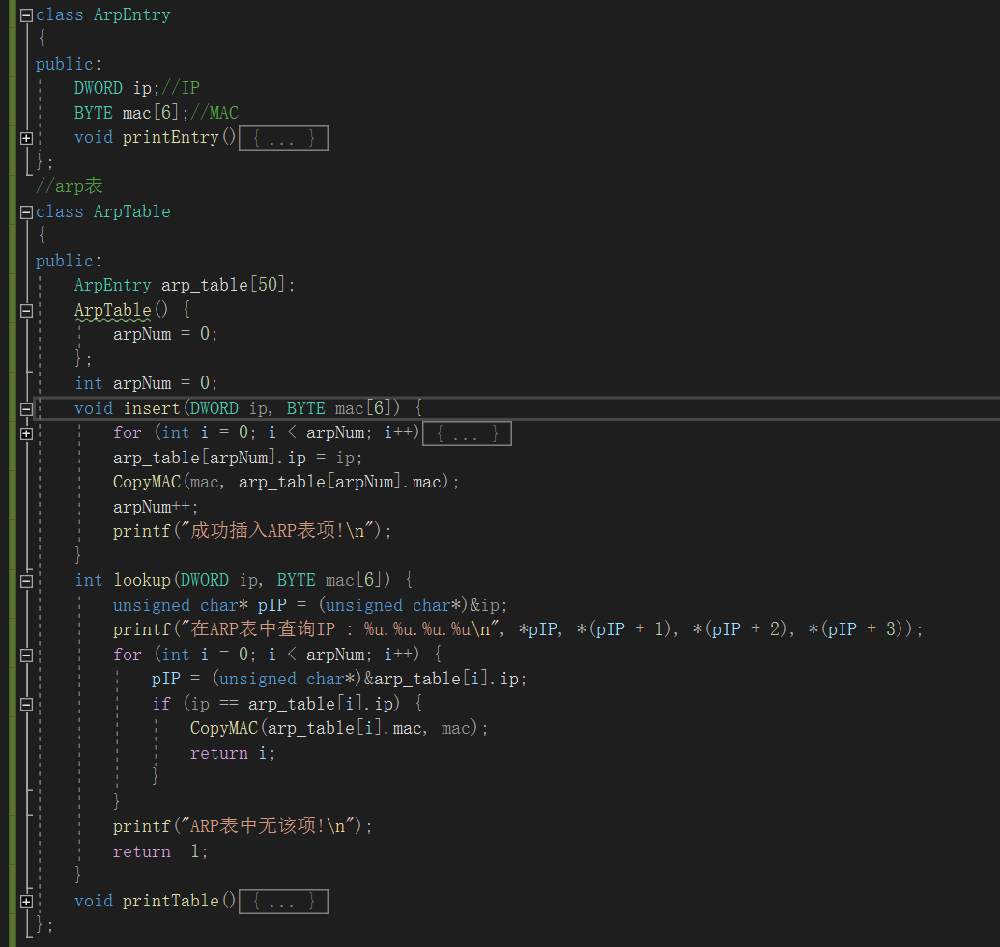 class ArpEntry
{
public:
    DWORD ip;//IP
    BYTE mac[6];//MAC
    void printEntry(){ ... }
};
//arp表
class ArpTable
{
public:
    ArpEntry arp_table[50];
    ArpTable() {
        arpNum = 0;
    };
    int arpNum = 0;
    void insert(DWORD ip, BYTE mac[6]) {
        for (int i = 0; i < arpNum; i++){ ... }
        arp_table[arpNum].ip = ip;
        CopyMAC(mac, arp_table[arpNum].mac);
        arpNum++;
        printf("成功插入ARP表项!\n");
    }
    int lookup(DWORD ip, BYTE mac[6]) {
        unsigned char* pIP = (unsigned char*)&ip;
        printf("在ARP表中查询IP : %u.%u.%u.%u\n", *pIP, *(pIP + 1), *(pIP + 2), *(pIP + 3));
        for (int i = 0; i < arpNum; i++) {
            pIP = (unsigned char*)&arp_table[i].ip;
            if (ip == arp_table[i].ip) {
                CopyMAC(arp_table[i].mac, mac);
                return i;
            }
        }
        printf("ARP表中无该项!\n");
        return -1;
    }
    void printTable(){ ... }
};